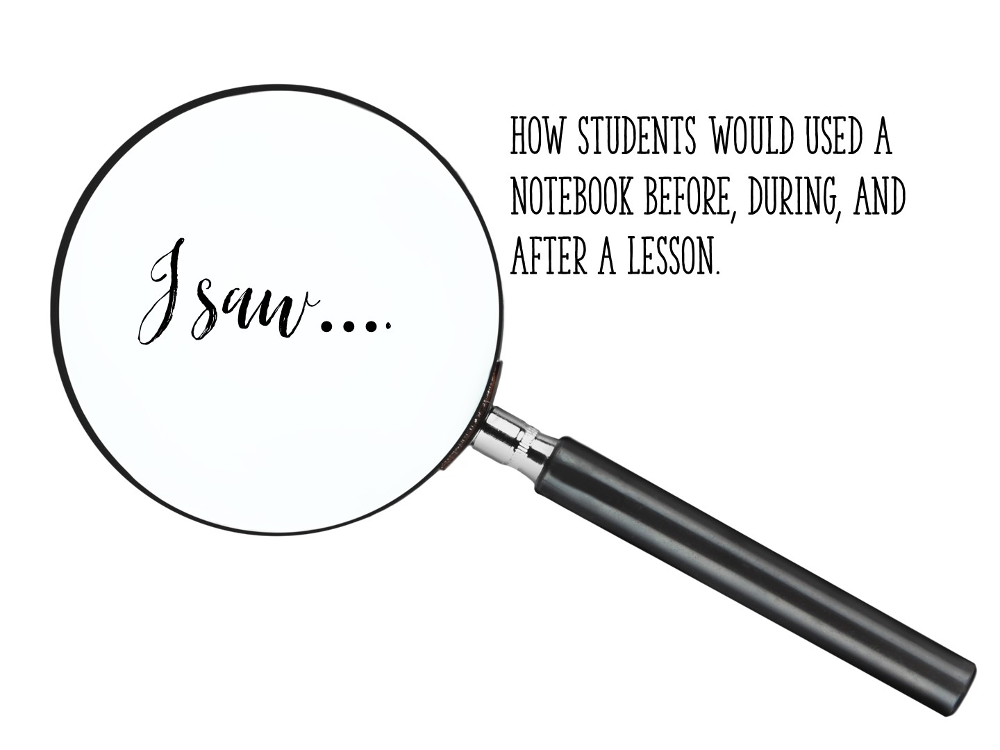 I saw....
HOW STUDENTS WOULD USED A
NOTEBOOK BEFORE, DURING, AND
AFTER A LESSON.